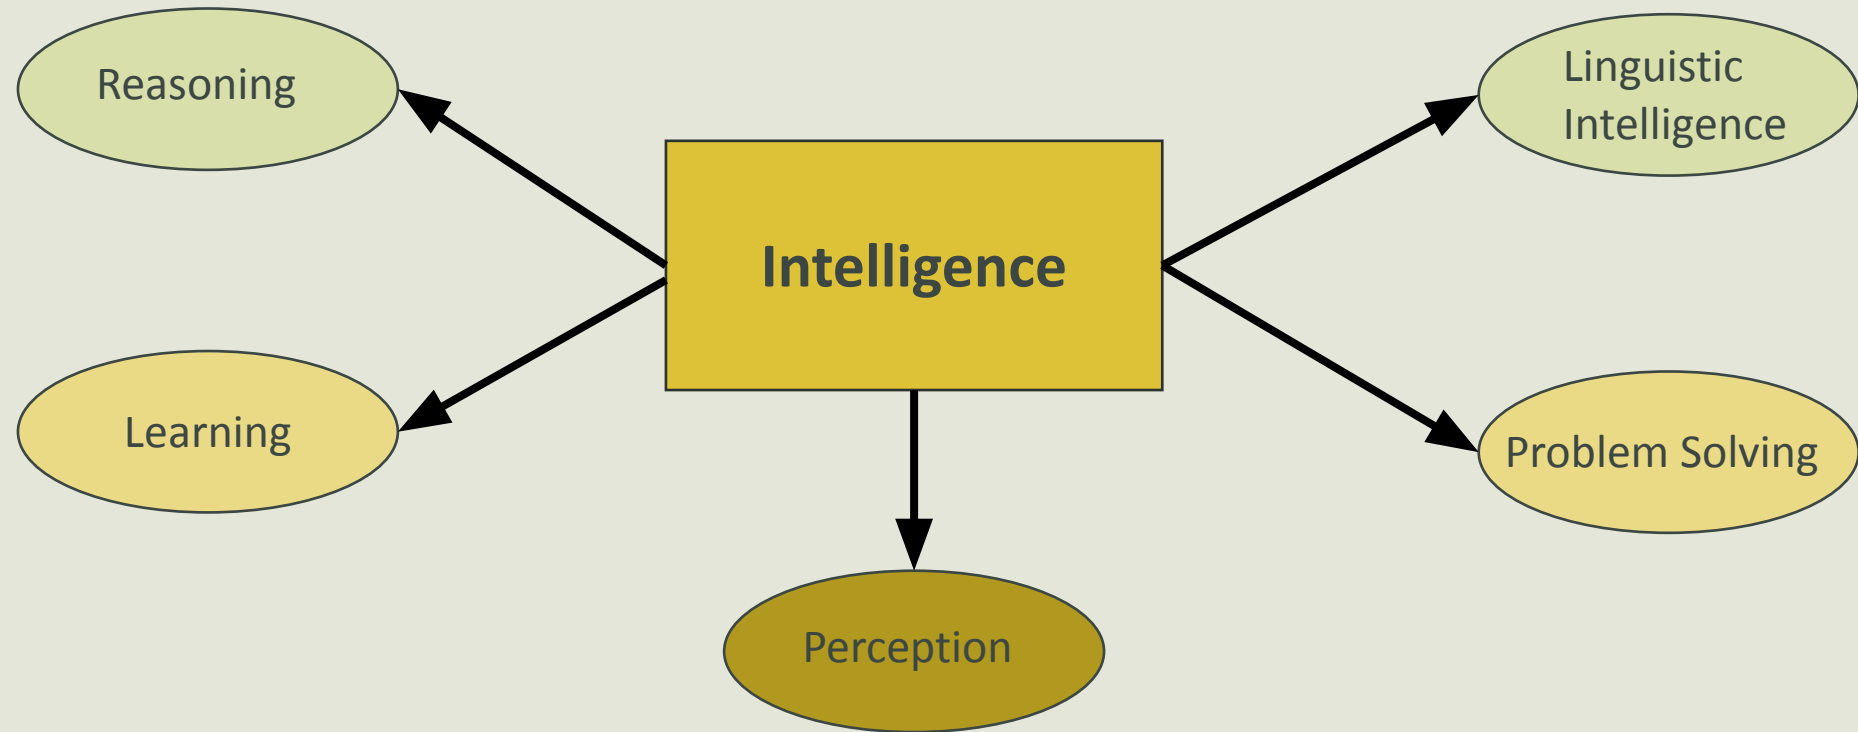 Reasoning
Linguistic
Intelligence
Intelligence
Learning
Problem Solving
Perception